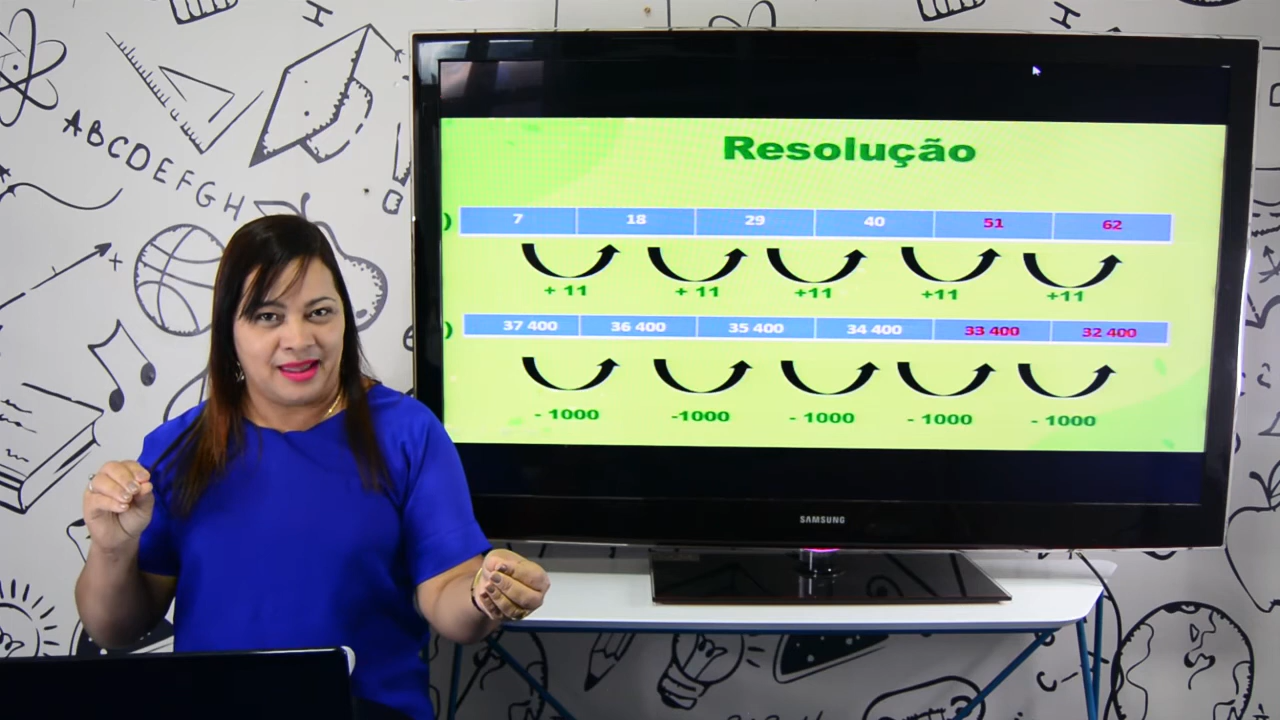 ABCDEFGH
Resolução
) 7 18 29 40 51 62
+ 11 + 11 +11 +11 +11
) 37 400 36 400 35 400 34 400 33 400 32 400
- 1000 -1000 - 1000 - 1000 - 1000
SAMSUNG